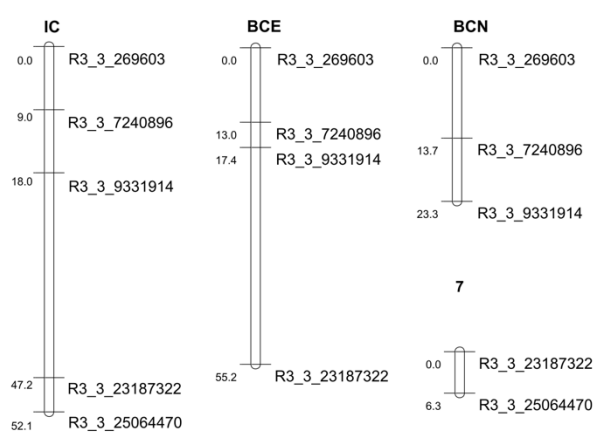 IC
0.0 R3_3_269603
9.0 R3_3_7240896
18.0 R3_3_9331914
47.2 R3_3_23187322
52.1 R3_3_25064470
BCE
0.0 R3_3_269603
13.0 R3_3_7240896
17.4 R3_3_9331914
55.2 R3_3_23187322
BCN
0.0 R3_3_269603
13.7 R3_3_7240896
23.3 R3_3_9331914
7
0.0 R3_3_23187322
6.3 R3_3_25064470